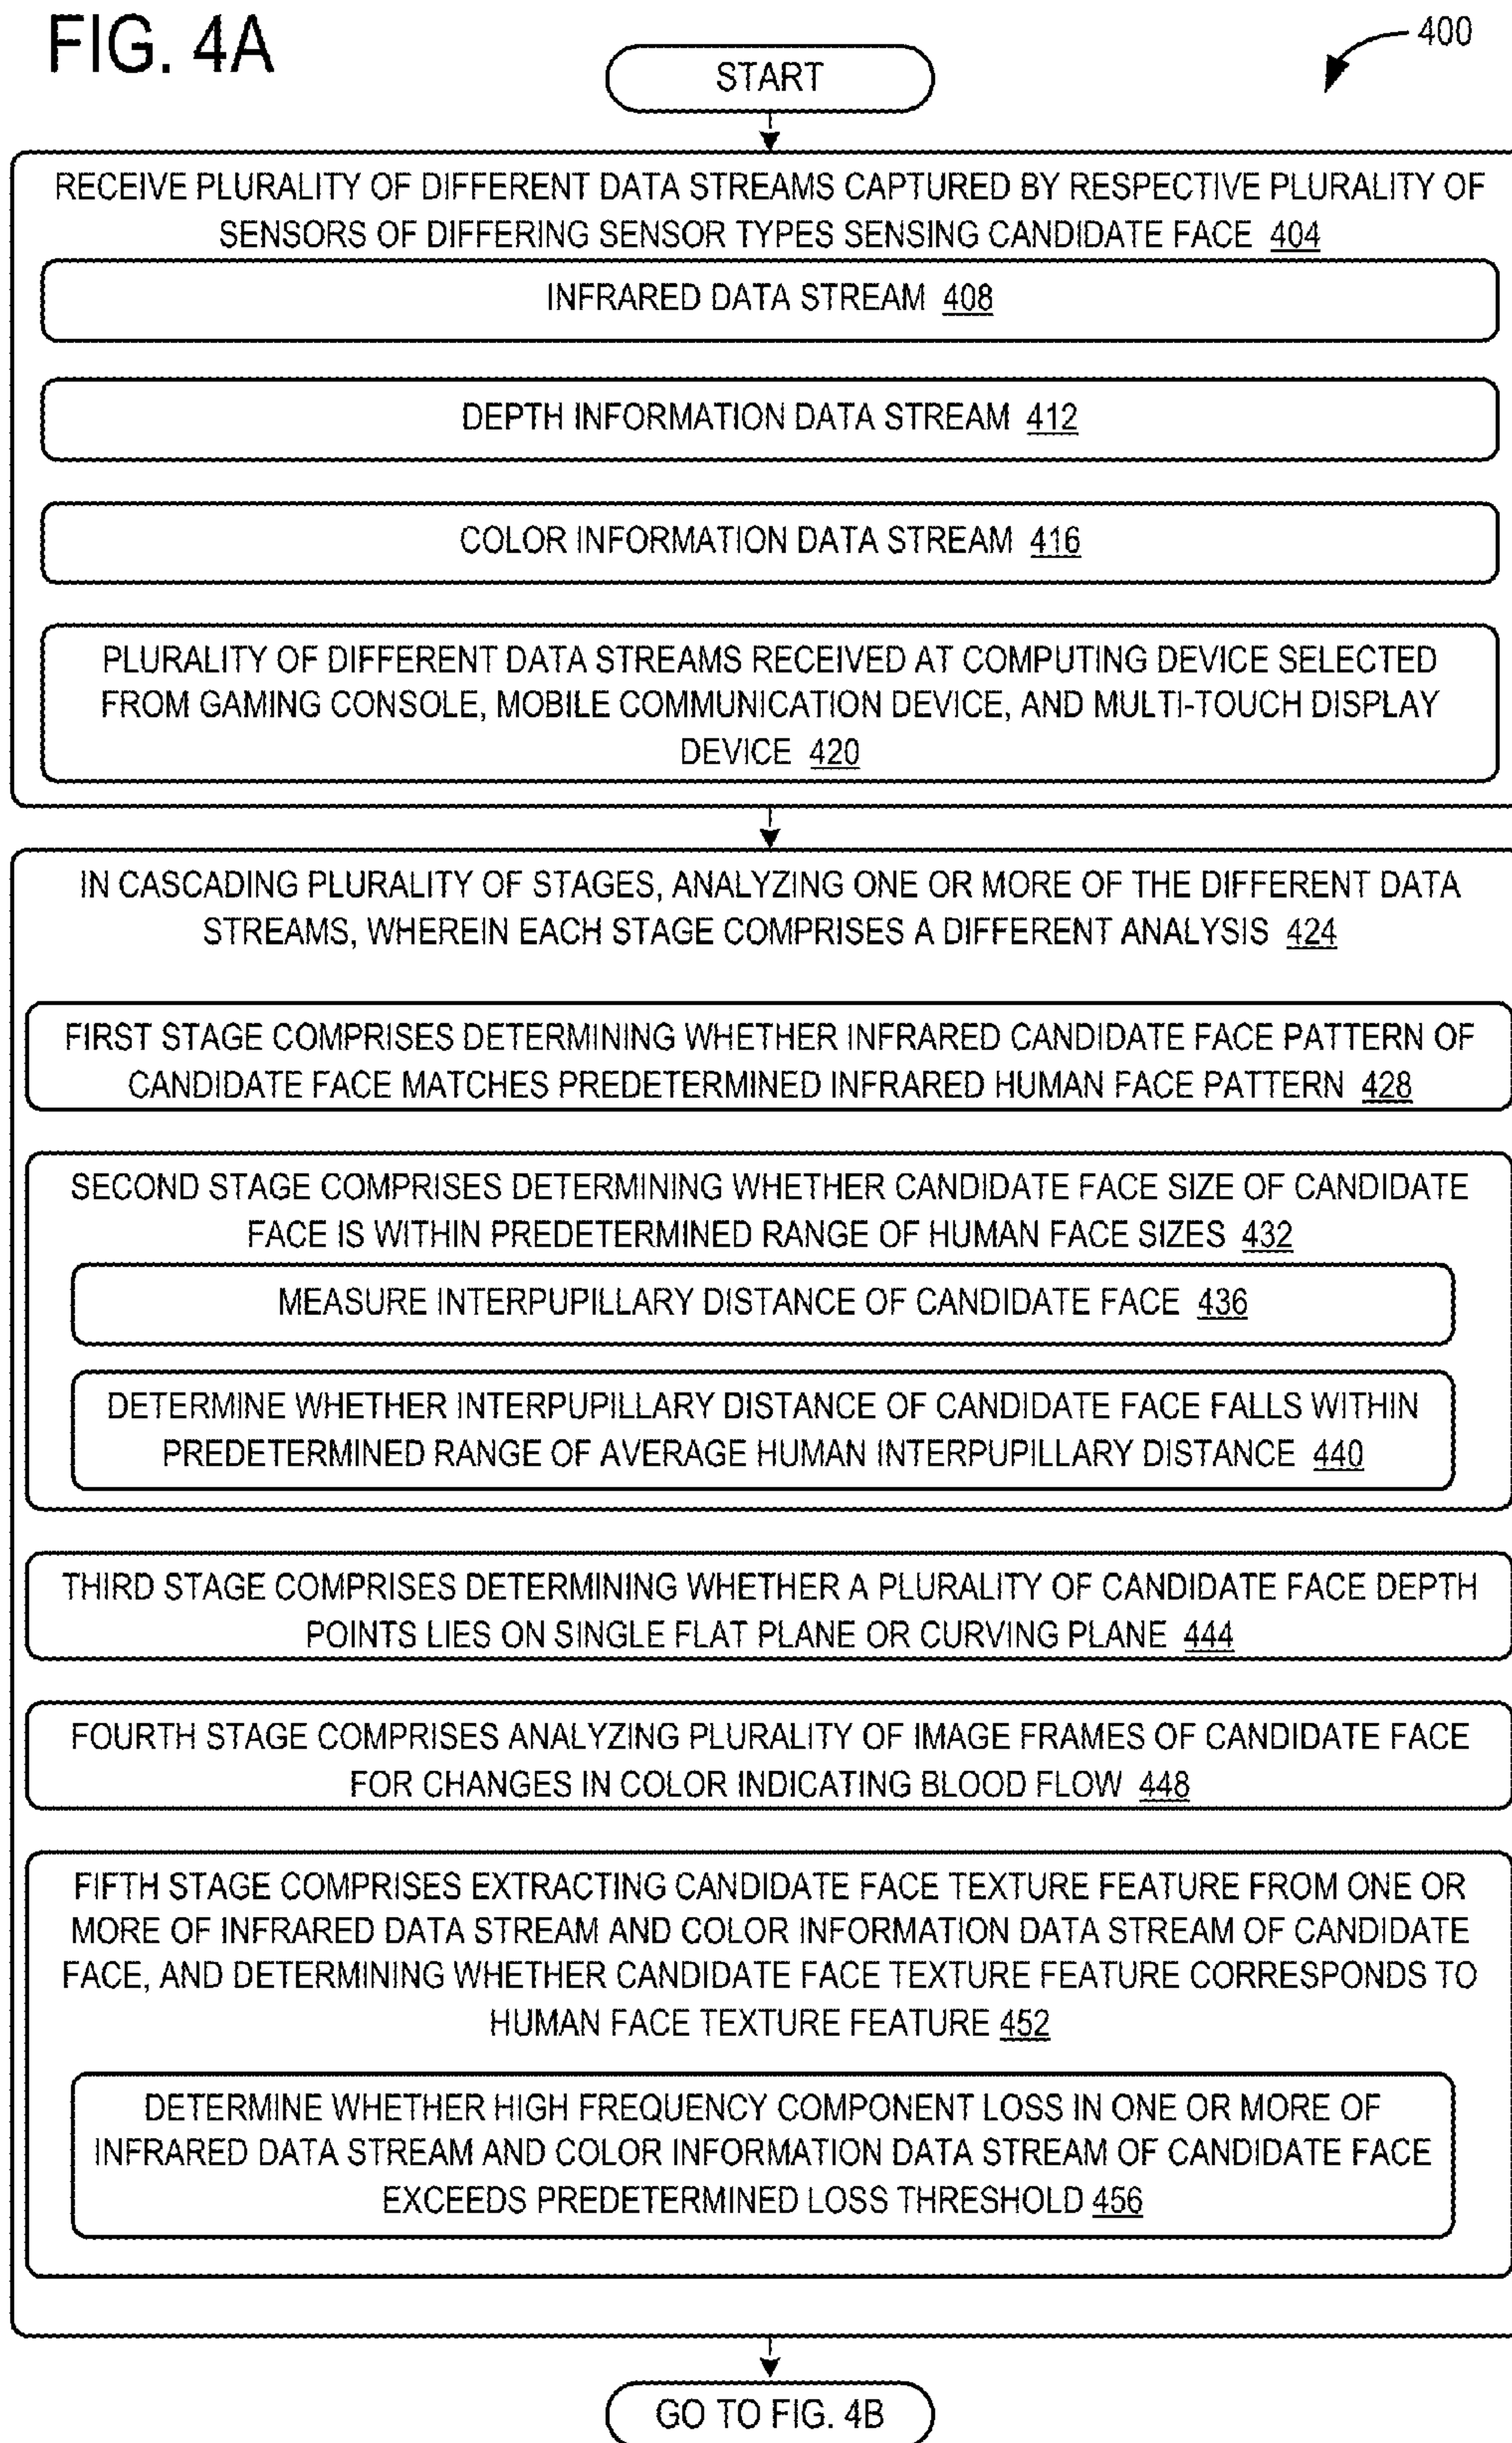 FIG. 4A
400
START
RECEIVE PLURALITY OF DIFFERENT DATA STREAMS CAPTURED BY RESPECTIVE PLURALITY OF
SENSORS OF DIFFERING SENSOR TYPES SENSING CANDIDATE FACE 404
INFRARED DATA STREAM 408
DEPTH INFORMATION DATA STREAM 412
COLOR INFORMATION DATA STREAM 416
PLURALITY OF DIFFERENT DATA STREAMS RECEIVED AT COMPUTING DEVICE SELECTED
FROM GAMING CONSOLE, MOBILE COMMUNICATION DEVICE, AND MULTI-TOUCH DISPLAY
DEVICE 420
IN CASCADING PLURALITY OF STAGES, ANALYZING ONE OR MORE OF THE DIFFERENT DATA
STREAMS, WHEREIN EACH STAGE COMPRISES A DIFFERENT ANALYSIS 424
FIRST STAGE COMPRISES DETERMINING WHETHER INFRARED CANDIDATE FACE PATTERN OF
CANDIDATE FACE MATCHES PREDETERMINED INFRARED HUMAN FACE PATTERN 428
SECOND STAGE COMPRISES DETERMINING WHETHER CANDIDATE FACE SIZE OF CANDIDATE
FACE IS WITHIN PREDETERMINED RANGE OF HUMAN FACE SIZES 432
MEASURE INTERPUPILLARY DISTANCE OF CANDIDATE FACE 436
DETERMINE WHETHER INTERPUPILLARY DISTANCE OF CANDIDATE FACE FALLS WITHIN
PREDETERMINED RANGE OF AVERAGE HUMAN INTERPUPILLARY DISTANCE 440
THIRD STAGE COMPRISES DETERMINING WHETHER A PLURALITY OF CANDIDATE FACE DEPTH
POINTS LIES ON SINGLE FLAT PLANE OR CURVING PLANE 444
FOURTH STAGE COMPRISES ANALYZING PLURALITY OF IMAGE FRAMES OF CANDIDATE FACE
FOR CHANGES IN COLOR INDICATING BLOOD FLOW 448
FIFTH STAGE COMPRISES EXTRACTING CANDIDATE FACE TEXTURE FEATURE FROM ONE OR
MORE OF INFRARED DATA STREAM AND COLOR INFORMATION DATA STREAM OF CANDIDATE
FACE, AND DETERMINING WHETHER CANDIDATE FACE TEXTURE FEATURE CORRESPONDS TO
HUMAN FACE TEXTURE FEATURE 452
DETERMINE WHETHER HIGH FREQUENCY COMPONENT LOSS IN ONE OR MORE OF
INFRARED DATA STREAM AND COLOR INFORMATION DATA STREAM OF CANDIDATE FACE
EXCEEDS PREDETERMINED LOSS THRESHOLD 456
GO TO FIG. 4B